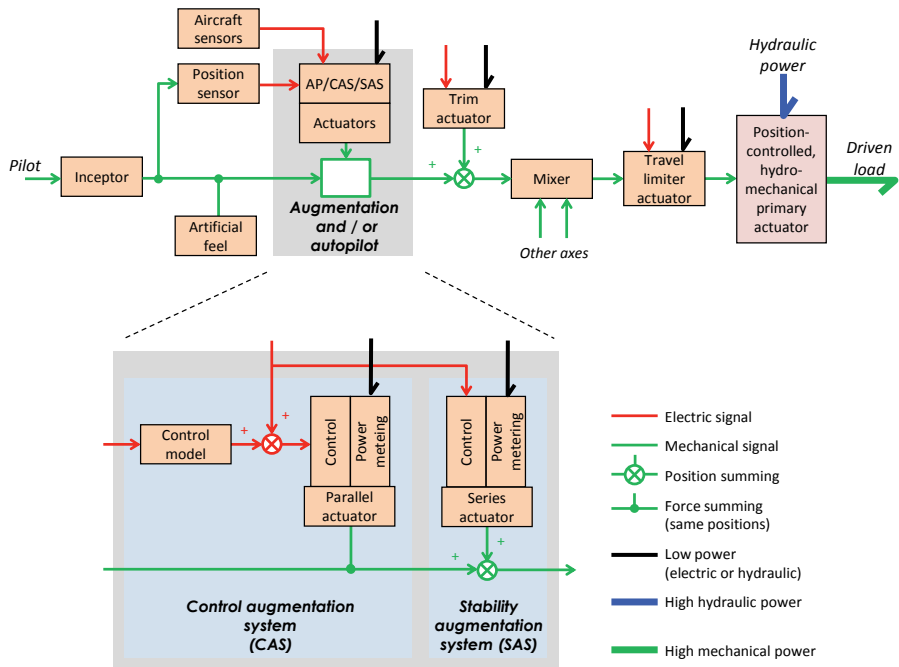 Aircraft
sensors
Position
sensor
AP/CAS/SAS
Actuators
Trim
actuator
Hydraulic
power
Pilot
Inceptor
Artificial
feel
Augmentation
and / or
autopilot
+
+
Mixer
Other axes
Travel
limiter
actuator
Position-
controlled,
hydro-
mechanical
primary
actuator
Driven
load
Control
model
+
+
Control
Power
meteing
Parallel
actuator
Control
Power
metering
Series
actuator
+
+
Control augmentation
system
(CAS)
Stability
augmentation
system (SAS)
Electric signal
Mechanical signal
Position summing
Force summing
(same positions)
Low power
(electric or hydraulic)
High hydraulic power
High mechanical power